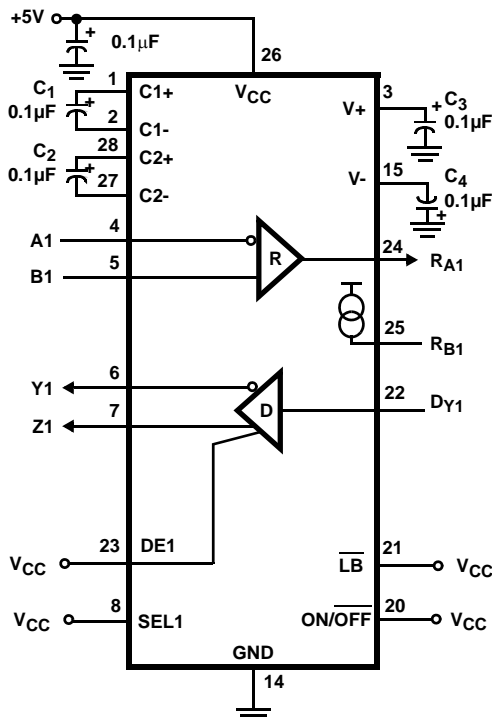 +5V
+
0.1μF
26
C1
0.1μF
+
1
C1+
VCC
3
V+
+
C3
0.1μF
2
C1-
C2
0.1μF
+
28
C2+
27
C2-
15
V-
C4
0.1μF
+
A1
4
R
24
RA1
B1
5
25
RB1
Y1
6
D
22
DY1
Z1
7
VCC
23
DE1
LB
21
VCC
VCC
8
SEL1
ON/OFF
20
VCC
GND
14